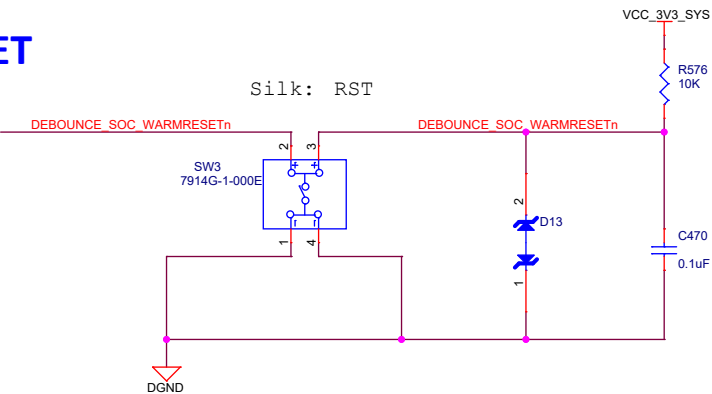 VCC_3V3_SYS
ET
R576
10K
Silk: RST
DEBOUNCE_SOC_WARMRESETn
DEBOUNCE_SOC_WARMRESETn
2
3
SW3
7914G-1-000E
1
4
2
D13
1
C470
0.1uF
DGND